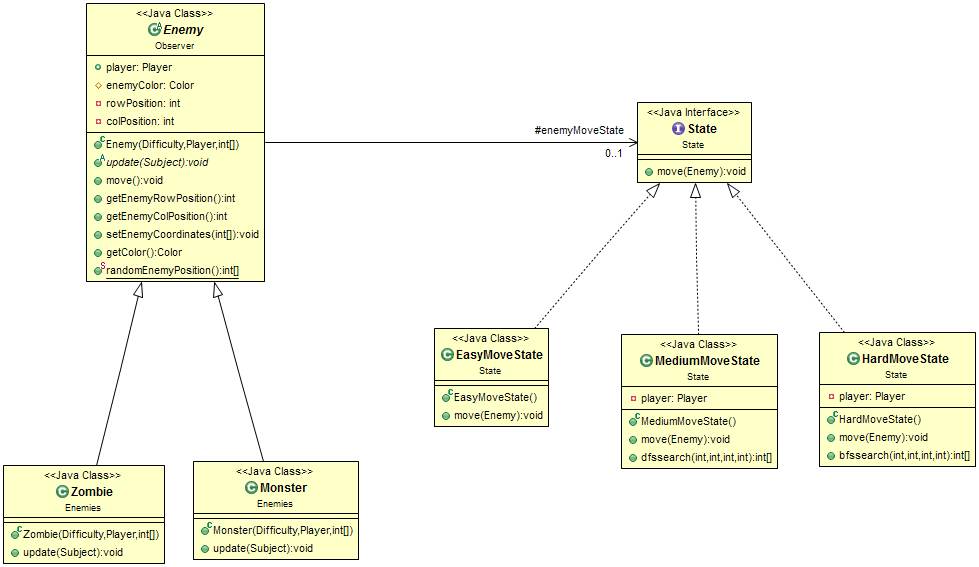 <<Java Class>>
Enemy
Observer
player: Player
enemyColor: Color
rowPosition: int
colPosition: int
Enemy(Difficulty,Player,int[])
update(Subject):void
move():void
getEnemyRowPosition():int
getEnemyColPosition():int
setEnemyCoordinates(int[]):void
getColor():Color
randomEnemyPosition():int[]
#enemyMoveState
0..1
<<Java Interface>>
State
State
move(Enemy):void
<<Java Class>>
EasyMoveState
State
EasyMoveState()
move(Enemy):void
<<Java Class>>
MediumMoveState
State
player: Player
MediumMoveState()
move(Enemy):void
dfssearch(int,int,int,int):int[]
<<Java Class>>
HardMoveState
State
player: Player
HardMoveState()
move(Enemy):void
bfssearch(int,int,int,int):int[]
<<Java Class>>
Zombie
Enemies
Zombie(Difficulty,Player,int[])
update(Subject):void
<<Java Class>>
Monster
Enemies
Monster(Difficulty,Player,int[])
update(Subject):void